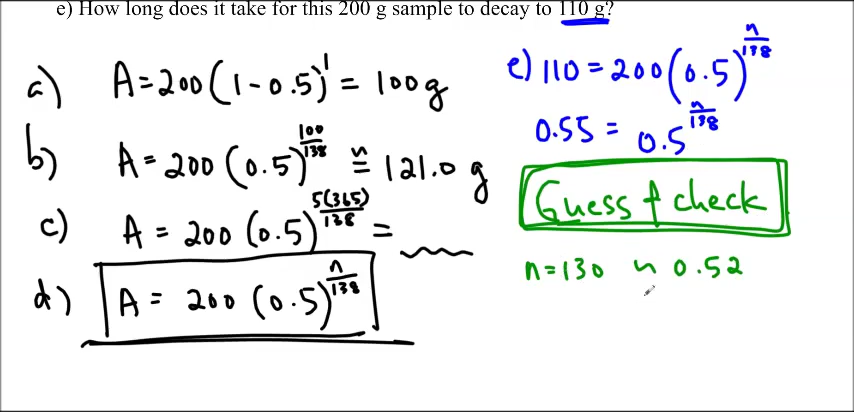 e) How long does it take for this 200 g sample to decay to 110 g?
a) A = 200 (1 - 0.5)^1 = 100 g
b) A = 200 (0.5)^(100/138) ≈ 121.0 g
c) A = 200 (0.5)^(5(365)/138) =
d) A = 200 (0.5)^(n/138)
e) 110 = 200 (0.5)^(n/138)
0.55 = 0.5^(n/138)
Guess & check
n = 130 ~ 0.52